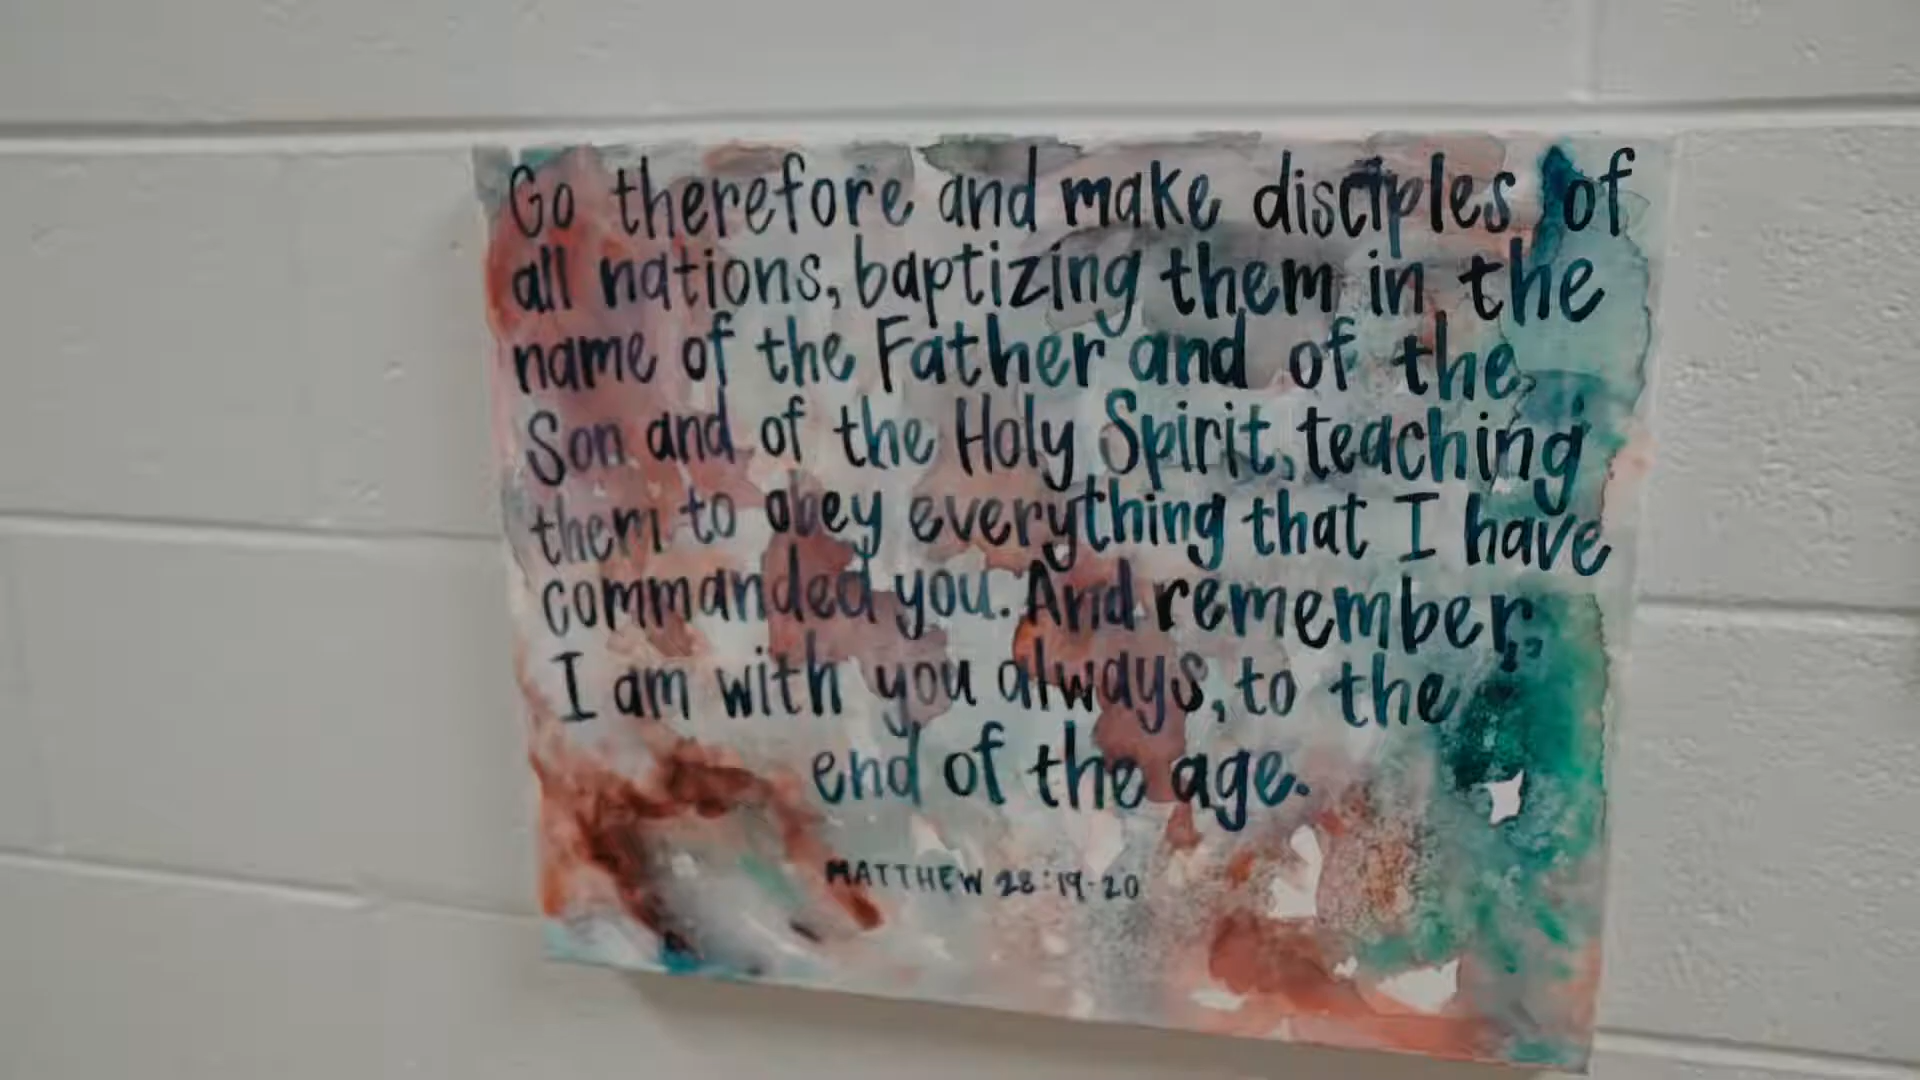 Go therefore and make disciples of
all nations, baptizing them in the
name of the Father and of the
Son and of the Holy Spirit, teaching
them to obey everything that I have
commanded you. And remember,
I am with you always, to the
end of the age.
MATTHEW 28:19-20